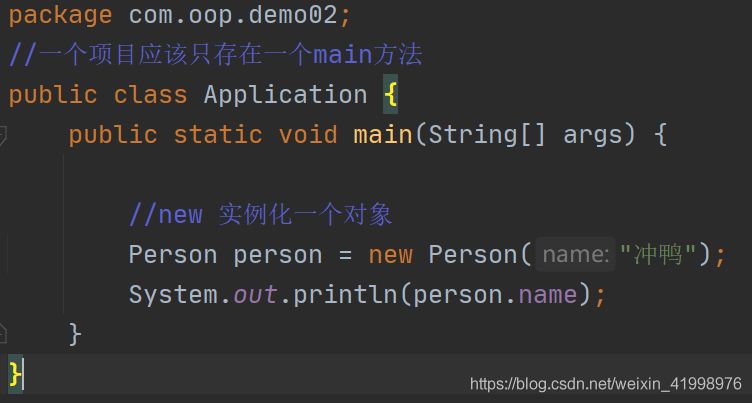 package com.oop.demo02;
//一个项目应该只存在一个main方法
public class Application {
    public static void main(String[] args) {
        //new 实例化一个对象
        Person person = new Person( name: "冲鸭");
        System.out.println(person.name);
    }
}
https://blog.csdn.net/weixin_41998976